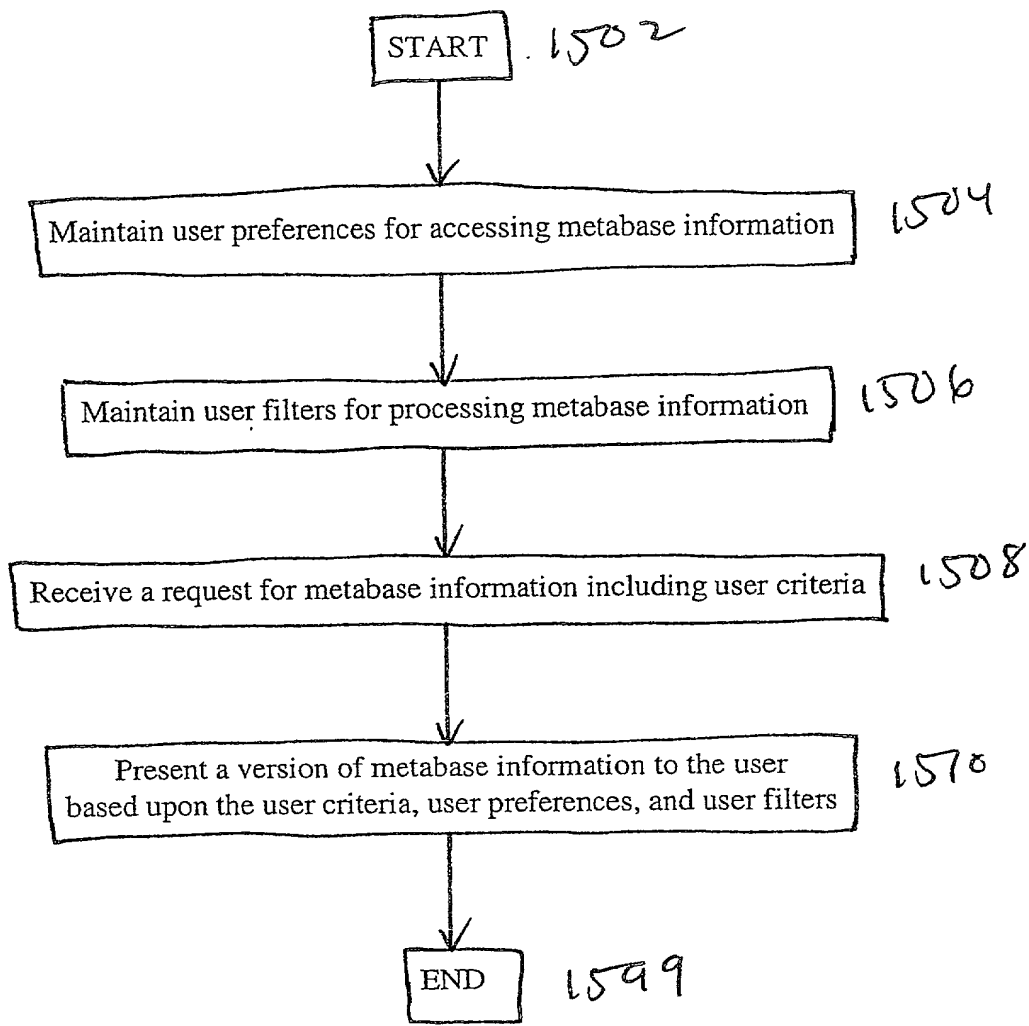 START 1502
Maintain user preferences for accessing metabase information 1504
Maintain user filters for processing metabase information 1506
Receive a request for metabase information including user criteria 1508
Present a version of metabase information to the user
based upon the user criteria, user preferences, and user filters 1510
END 1599